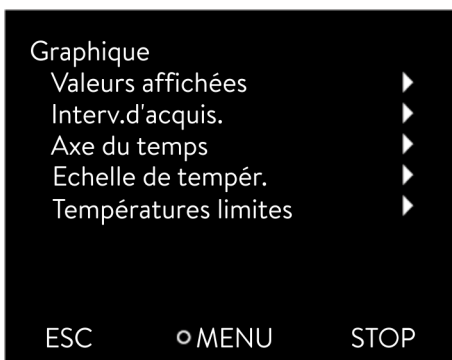 Graphique
Valeurs affichées
Interv.d'acquis.
Axe du temps
Echelle de tempér.
Températures limites
ESC MENU STOP